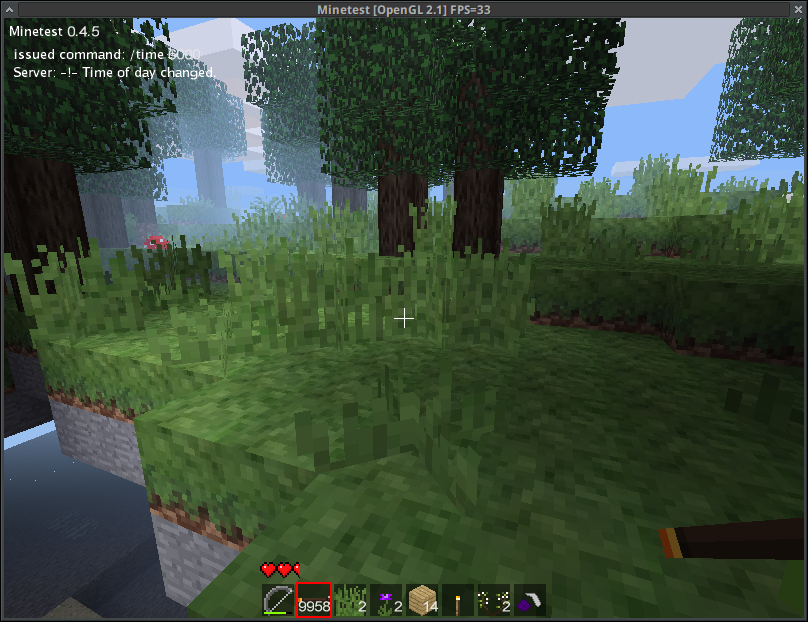 Minetest [OpenGL 2.1] FPS=33
Minetest 0.4.5
issued command: /time 5000
Server: -!- Time of day changed.
9958 2 2 14 2